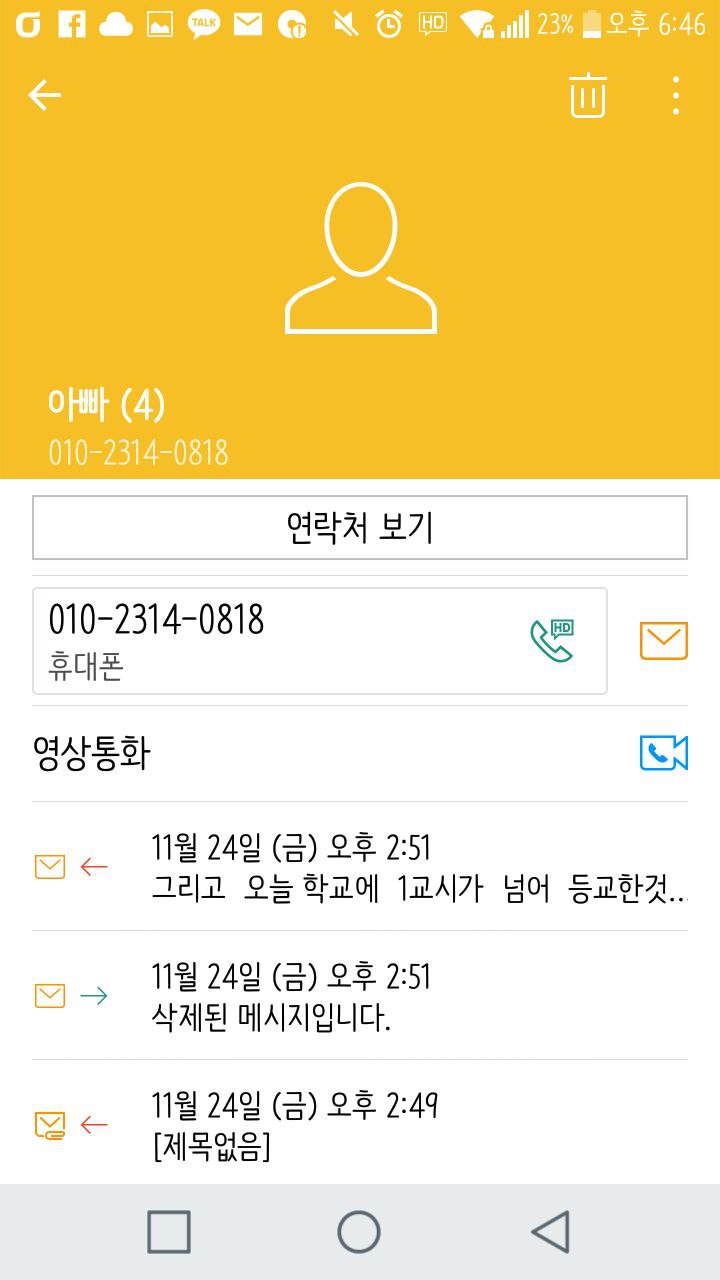 TALK HD 23% 오후 6:46
아빠 (4)
010-2314-0818
연락처 보기
010-2314-0818
HD
휴대폰
영상통화
11월 24일 (금) 오후 2:51
그리고 오늘 학교에 1교시가 넘어 등교한것...
11월 24일 (금) 오후 2:51
삭제된 메시지입니다.
11월 24일 (금) 오후 2:49
[제목없음]